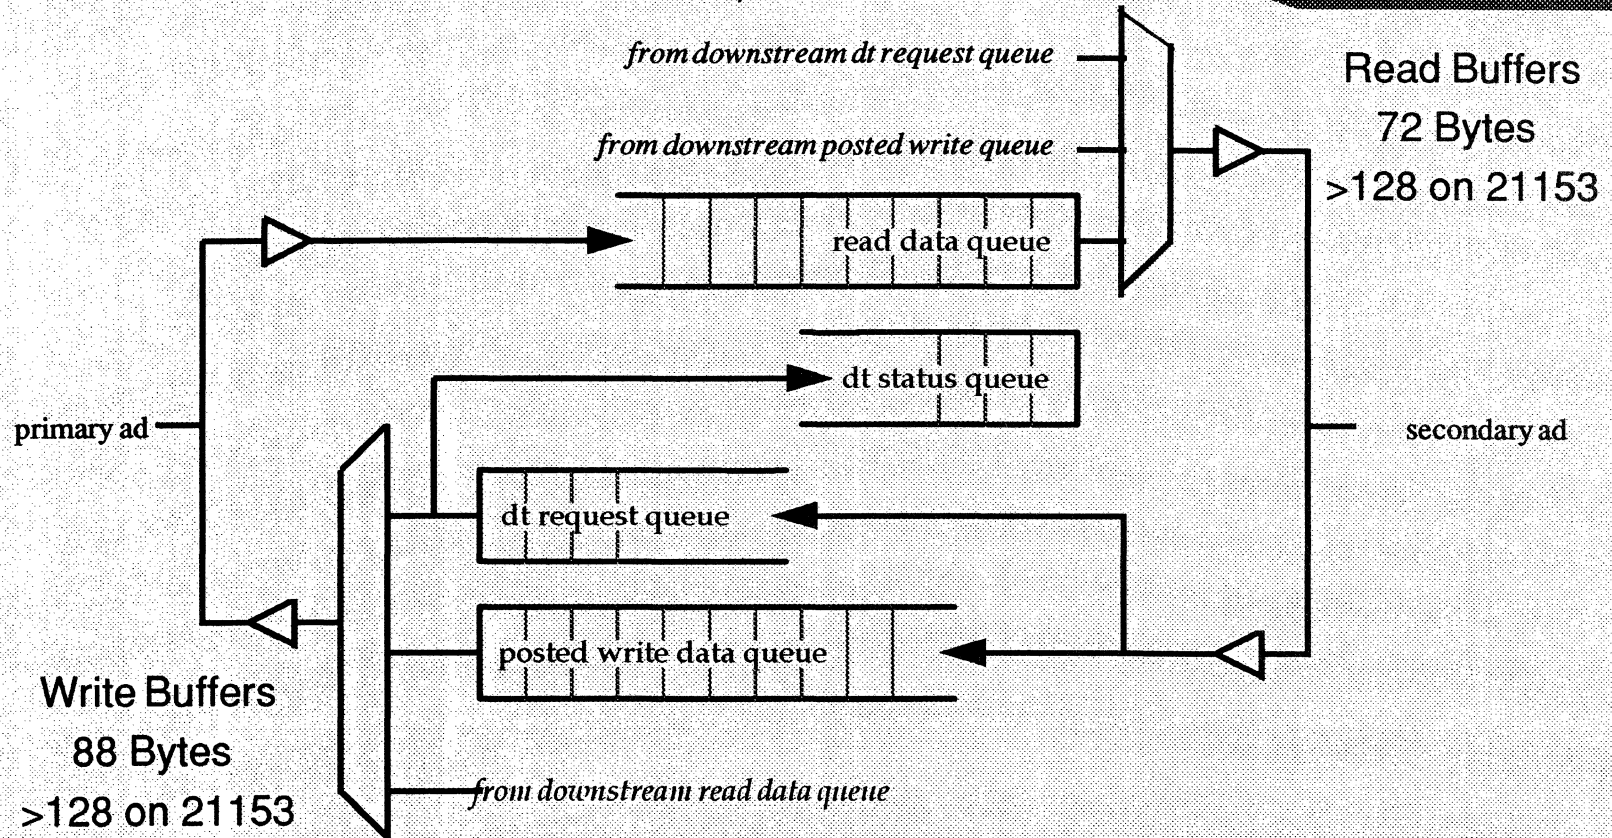 from downstream dt request queue
Read Buffers
72 Bytes
>128 on 21153
from downstream posted write queue
read data queue
dt status queue
primary ad
secondary ad
dt request queue
posted write data queue
Write Buffers
88 Bytes
>128 on 21153
from downstream read data queue